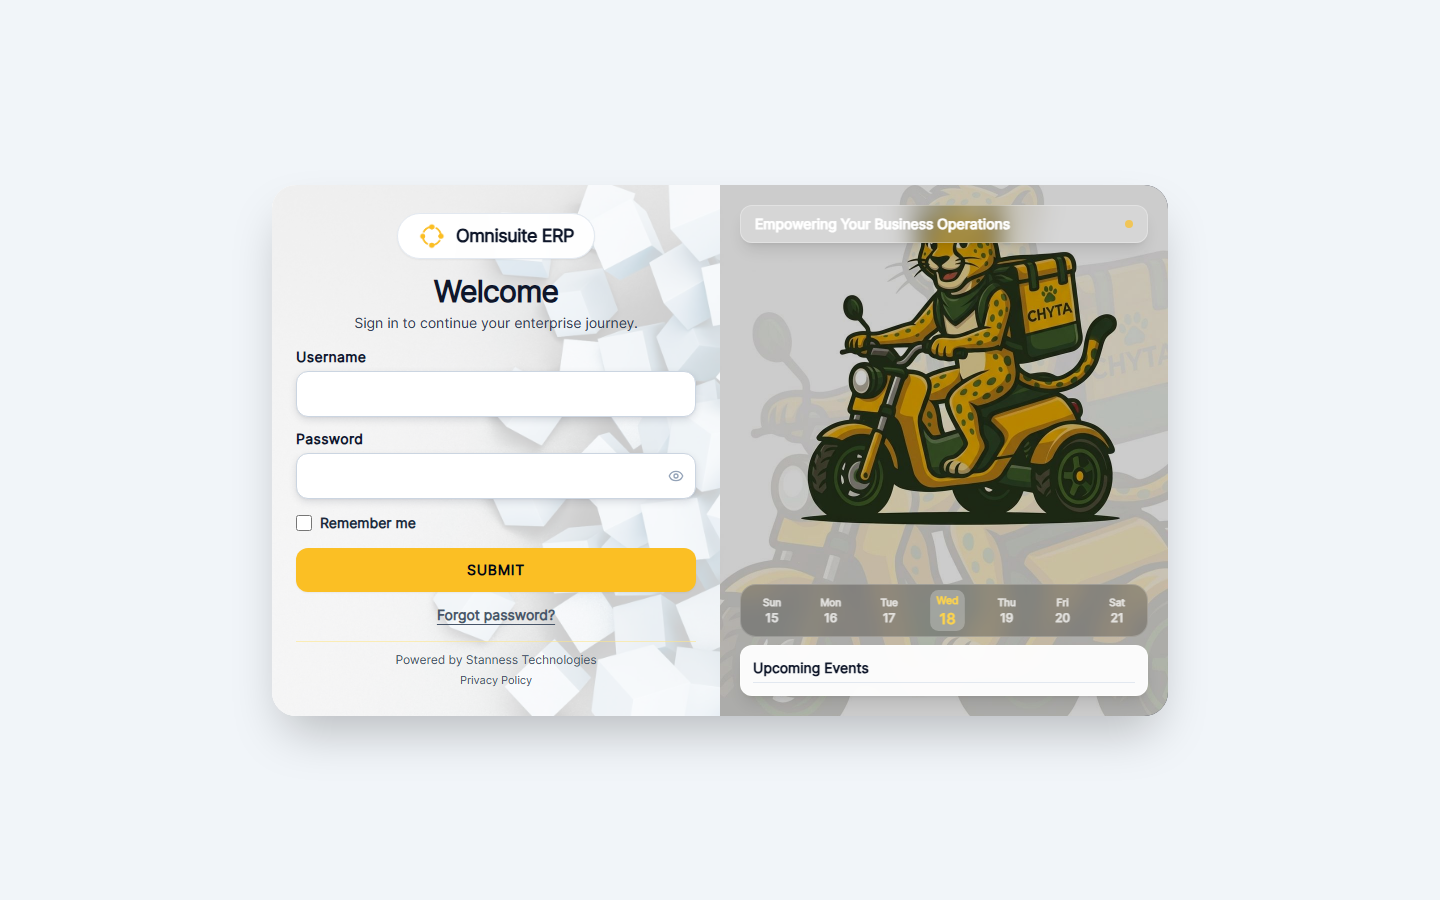 Omnisuite ERP
Welcome
Sign in to continue your enterprise journey.
Username
Password
Remember me
SUBMIT
Forgot password?
Powered by Stanness Technologies
Privacy Policy
Empowering Your Business Operations
CHYTA
CHYTA
Sun Mon Tue Wed Thu Fri Sat
15 16 17 18 19 20 21
Upcoming Events